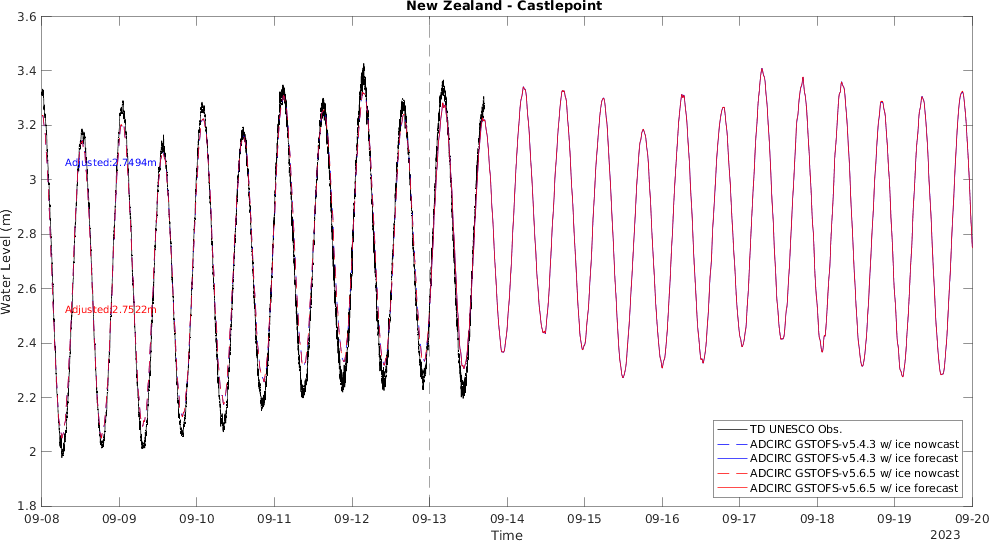 New Zealand - Castlepoint
3.6
3.4
3.2
3
2.8
2.6
2.4
2.2
2
1.8
Water Level (m)
Adjusted:2.7494m
Adjusted:2.7522m
TD UNESCO Obs.
ADCIRC GSTOFS-v5.4.3 w/ ice nowcast
ADCIRC GSTOFS-v5.4.3 w/ ice forecast
ADCIRC GSTOFS-v5.6.5 w/ ice nowcast
ADCIRC GSTOFS-v5.6.5 w/ ice forecast
09-08 09-09 09-10 09-11 09-12 09-13 09-14 09-15 09-16 09-17 09-18 09-19 09-20
Time
2023